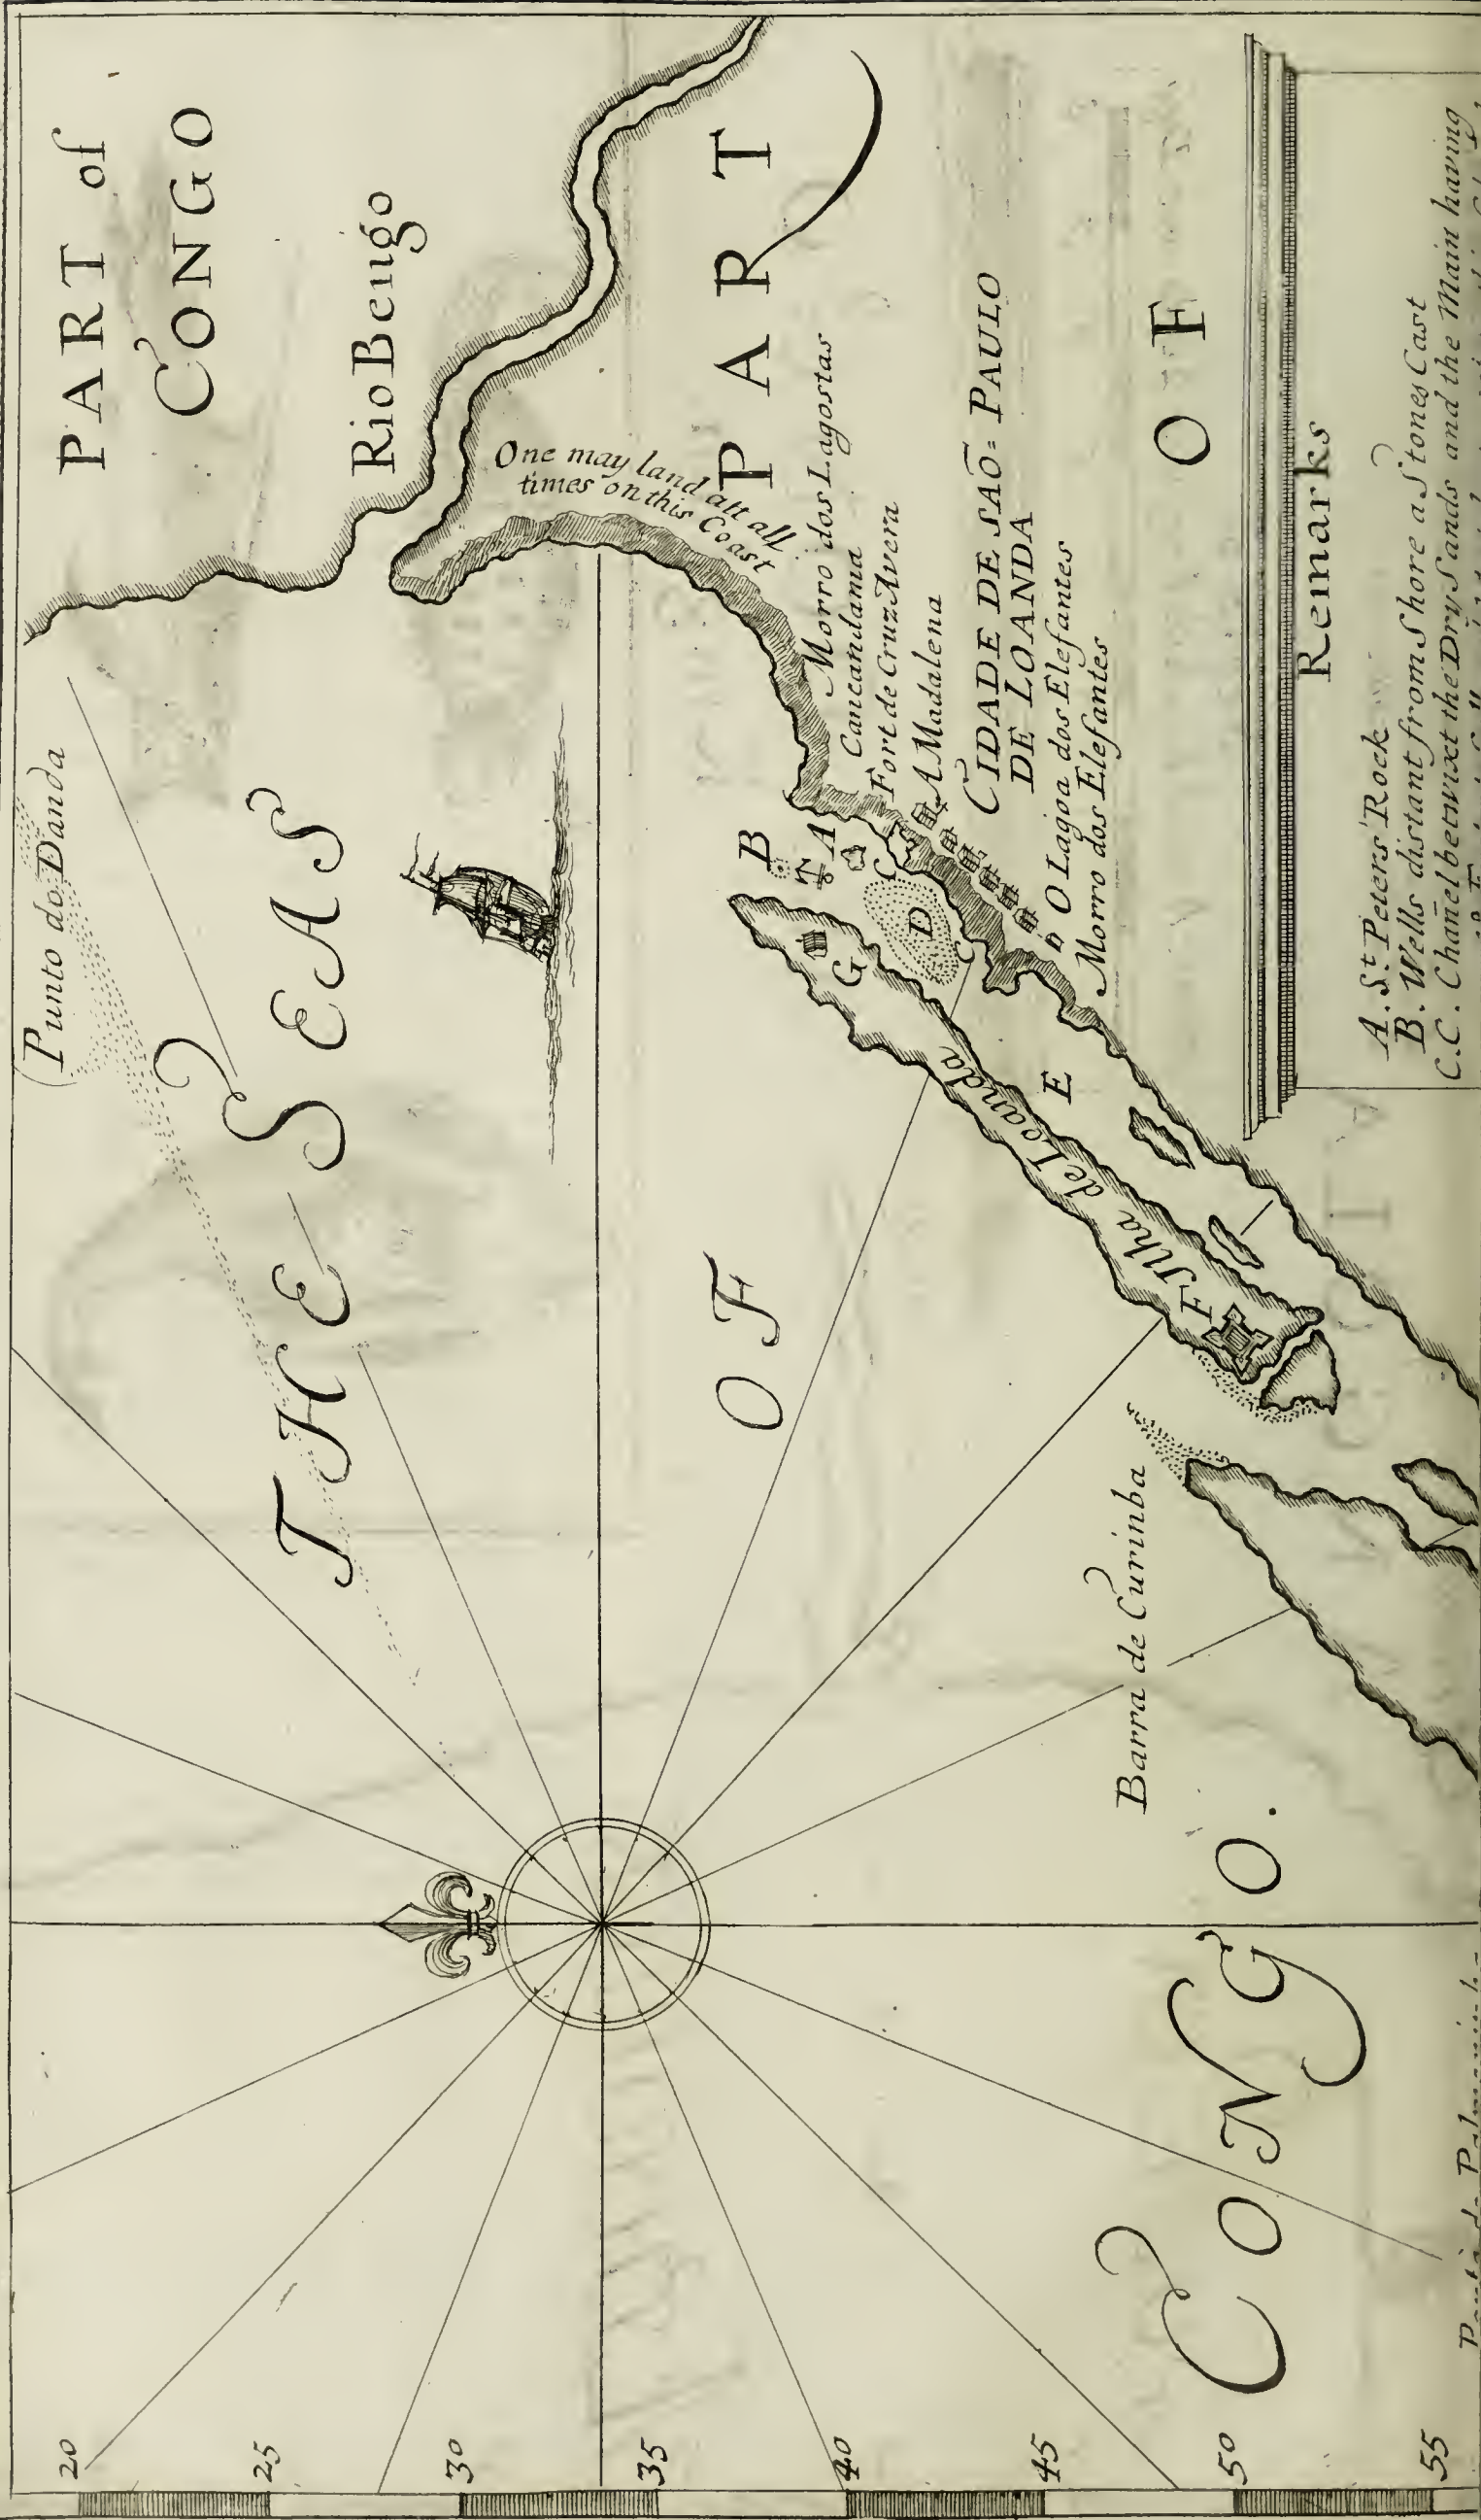 PART of
CONGO
Rio Bengo
One may land att all
times on this Coast
Punto do Danda
THE SEAS
OF
CONGO.
PART
OF
B
A
C
D
C
G
E
F
Morro dos Lagostas
Cancandama
Fort de Cruz Avera
A Madalena
CIDADE DE SAÕ: PAULO
DE LOANDA
O Lagoa dos Elefantes
Morro dos Elefantes
Jlha de Loanda
Barra de Curinba
Remarks
A. St. Peters Rock
B. Wells distant from Shore a Stones Cast
C.C. Chañel betwixt the Dry Sands and the Main having
20
25
30
35
40
45
50
55